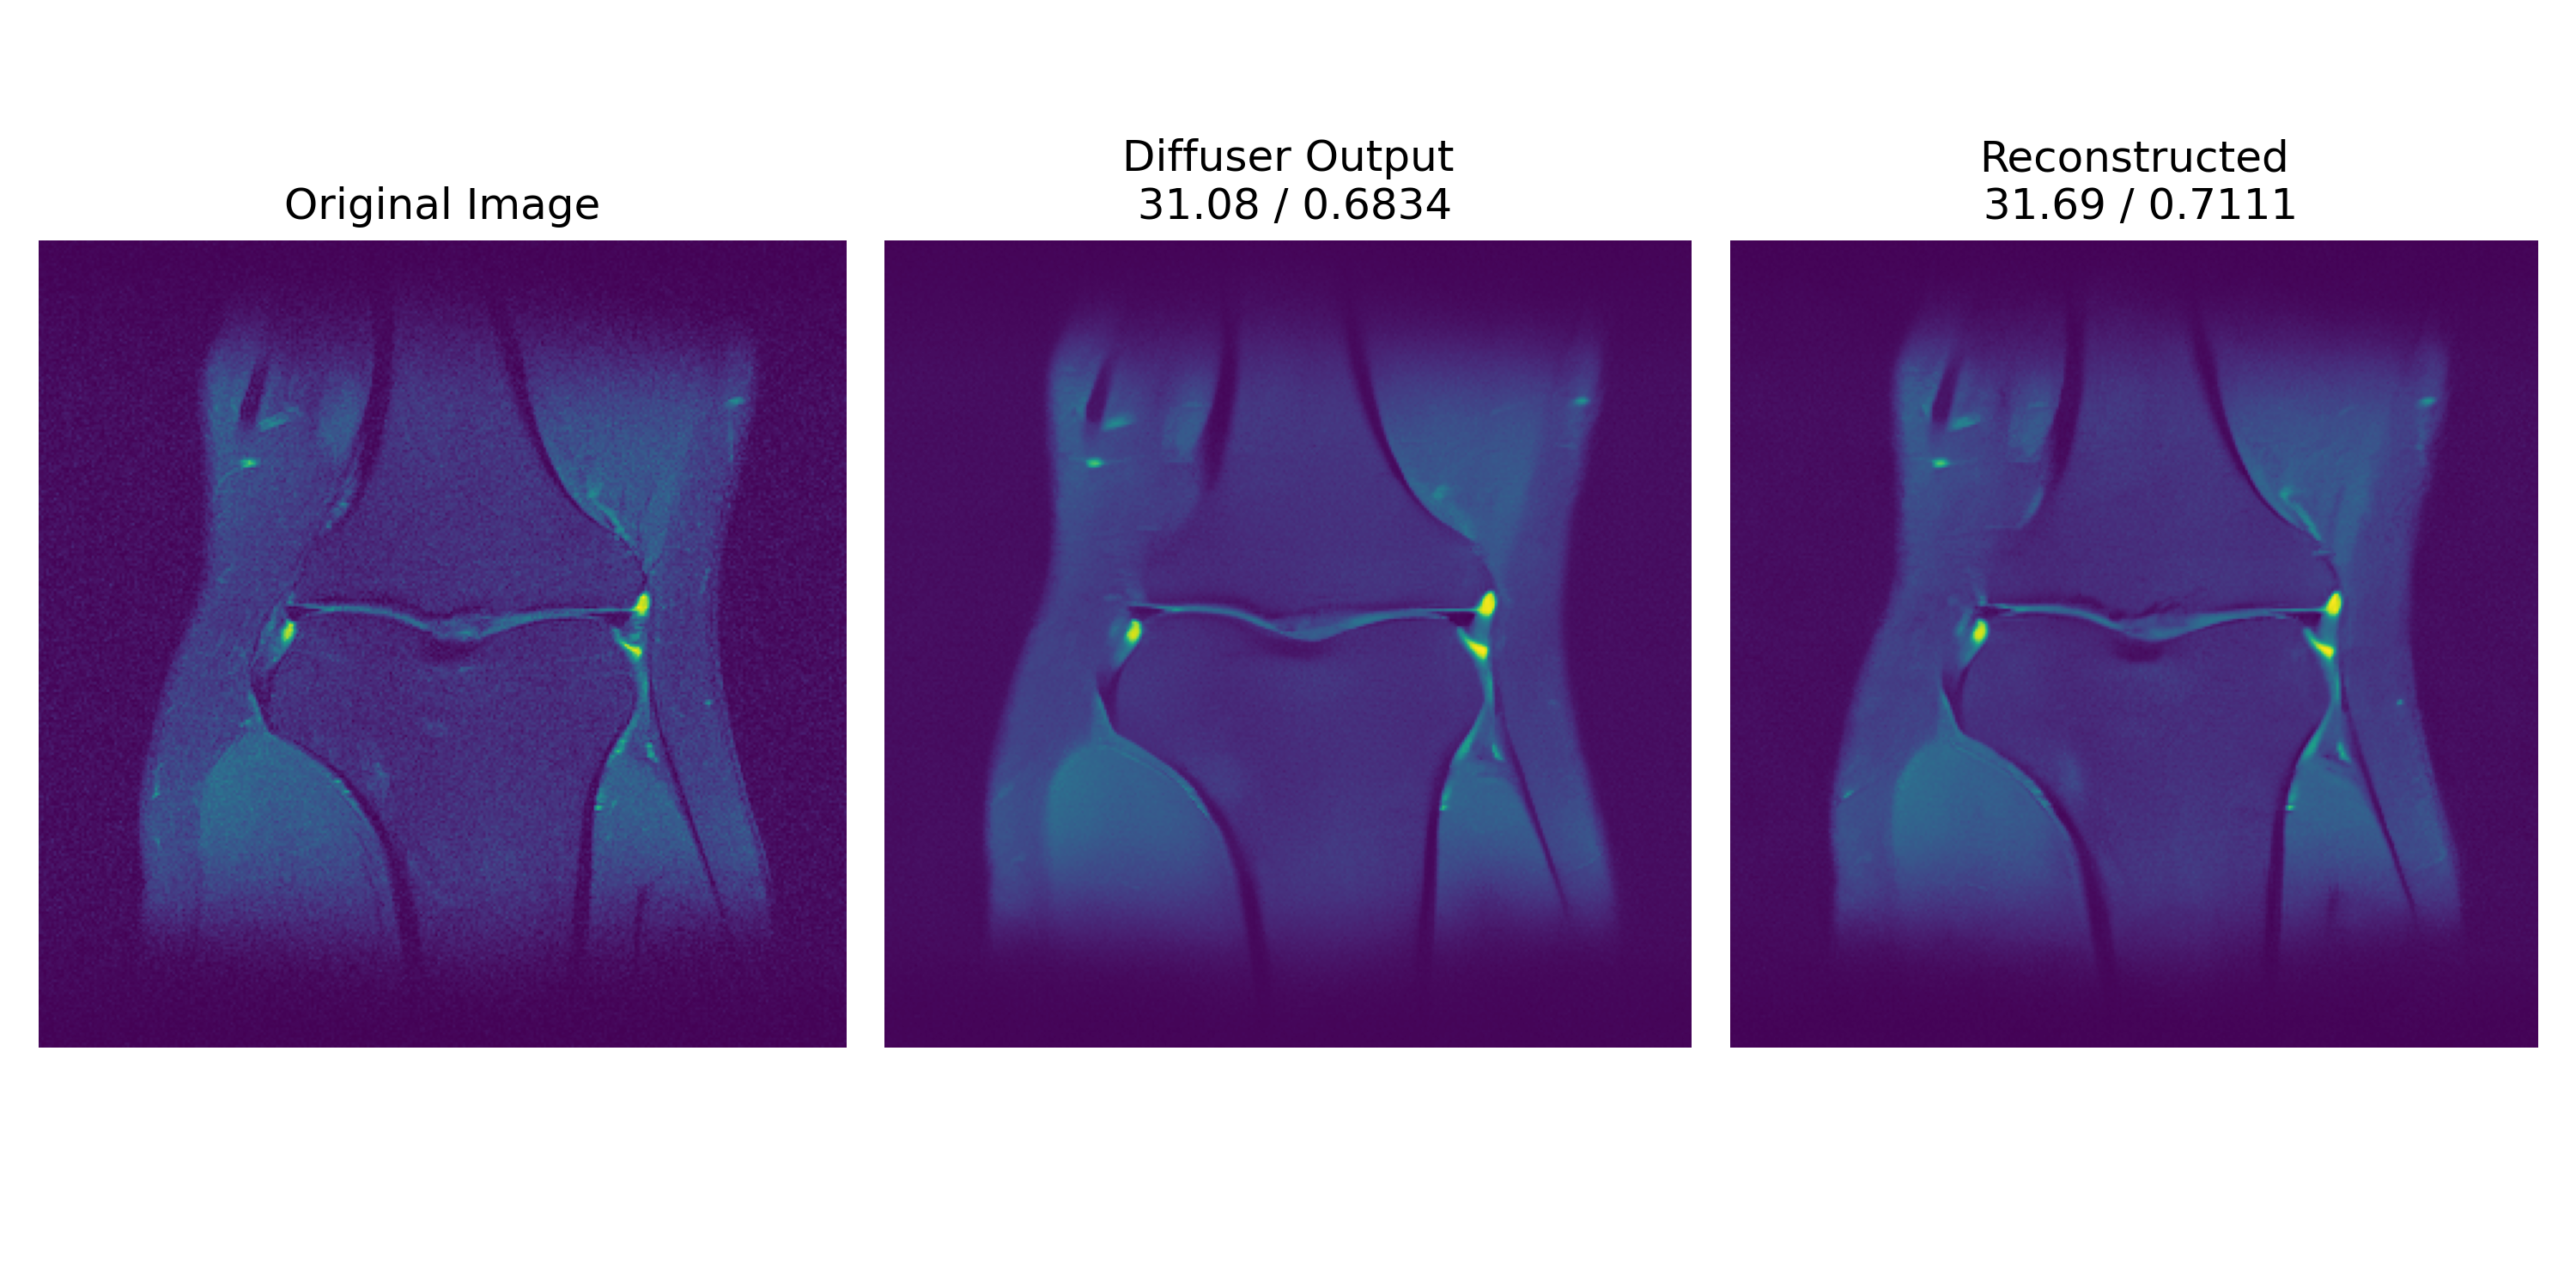 Original Image
Diffuser Output
31.08 / 0.6834
Reconstructed
31.69 / 0.7111